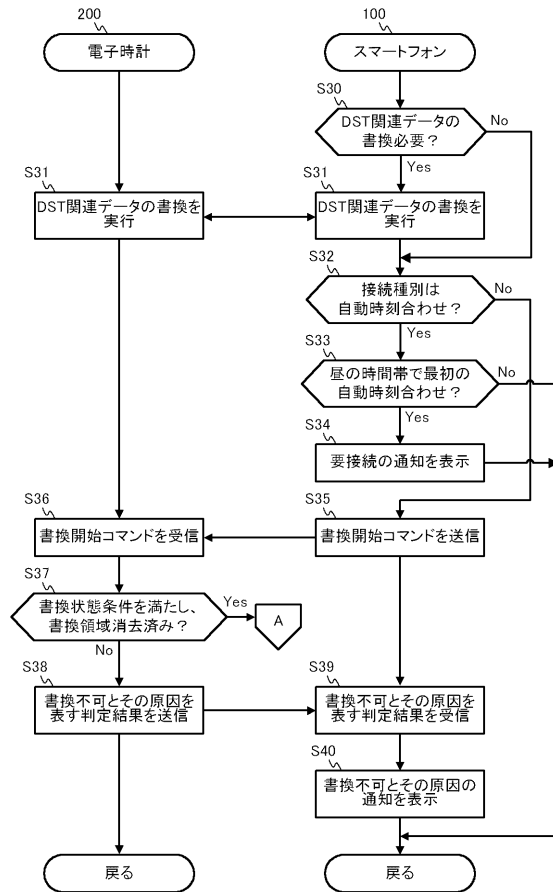 200
電子時計
100
スマートフォン
S30
DST関連データの
書換必要？
No
Yes
S31
DST関連データの書換を
実行
S31
DST関連データの書換を
実行
S32
接続種別は
自動時刻合わせ？
No
Yes
S33
昼の時間帯で最初の
自動時刻合わせ？
No
Yes
S34
要接続の通知を表示
S36
書換開始コマンドを受信
S35
書換開始コマンドを送信
S37
書換状態条件を満たし、
書換領域消去済み？
Yes
A
No
S38
書換不可とその原因を
表す判定結果を送信
S39
書換不可とその原因を
表す判定結果を受信
S40
書換不可とその原因の
通知を表示
戻る
戻る